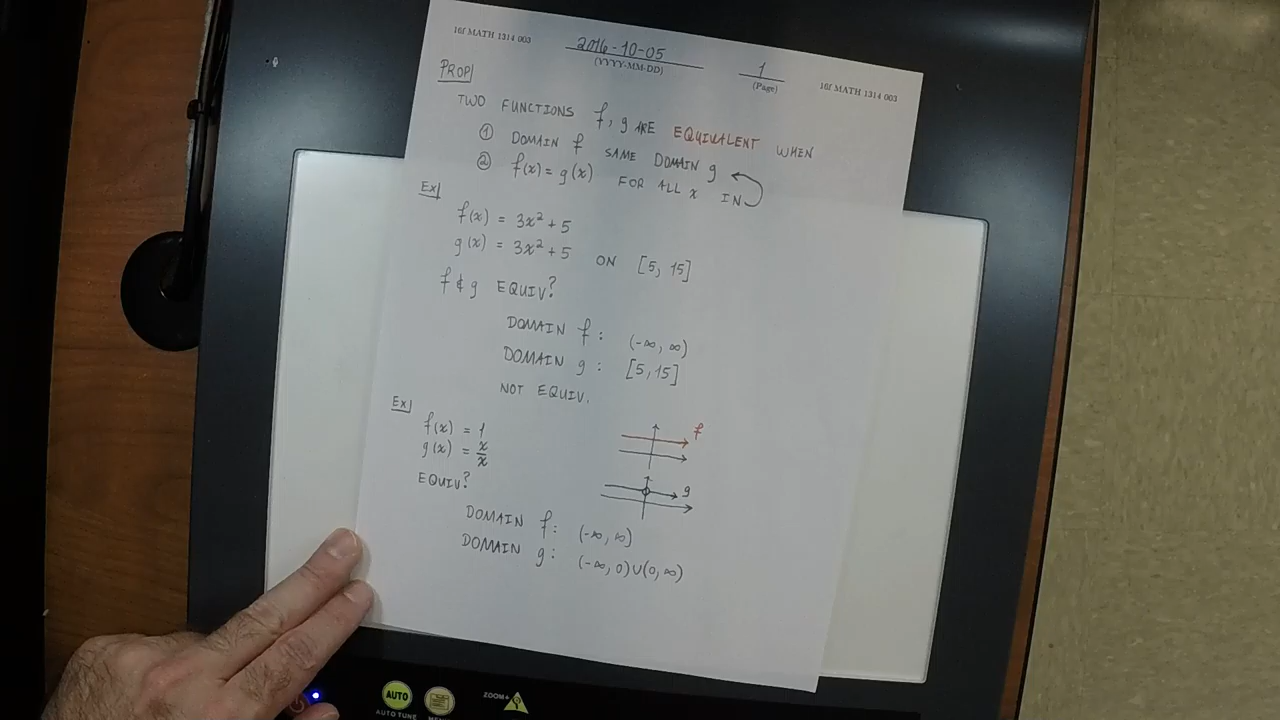 16f MATH 1314 003
2016-10-05
(YYYY-MM-DD)
1
(Page)
16f MATH 1314 003
PROP
TWO FUNCTIONS f, g ARE EQUIVALENT WHEN
① DOMAIN f SAME DOMAIN g
② f(x) = g(x) FOR ALL x IN
EX
f(x) = 3x² + 5
g(x) = 3x² + 5 ON [5, 15]
f & g EQUIV?
DOMAIN f: (-∞, ∞)
DOMAIN g: [5, 15]
NOT EQUIV.
EX
f(x) = 1
g(x) = x/x
EQUIV?
f
g
DOMAIN f: (-∞, ∞)
DOMAIN g: (-∞, 0)∪(0, ∞)
AUTO
AUTO TUNE
ZOOM+